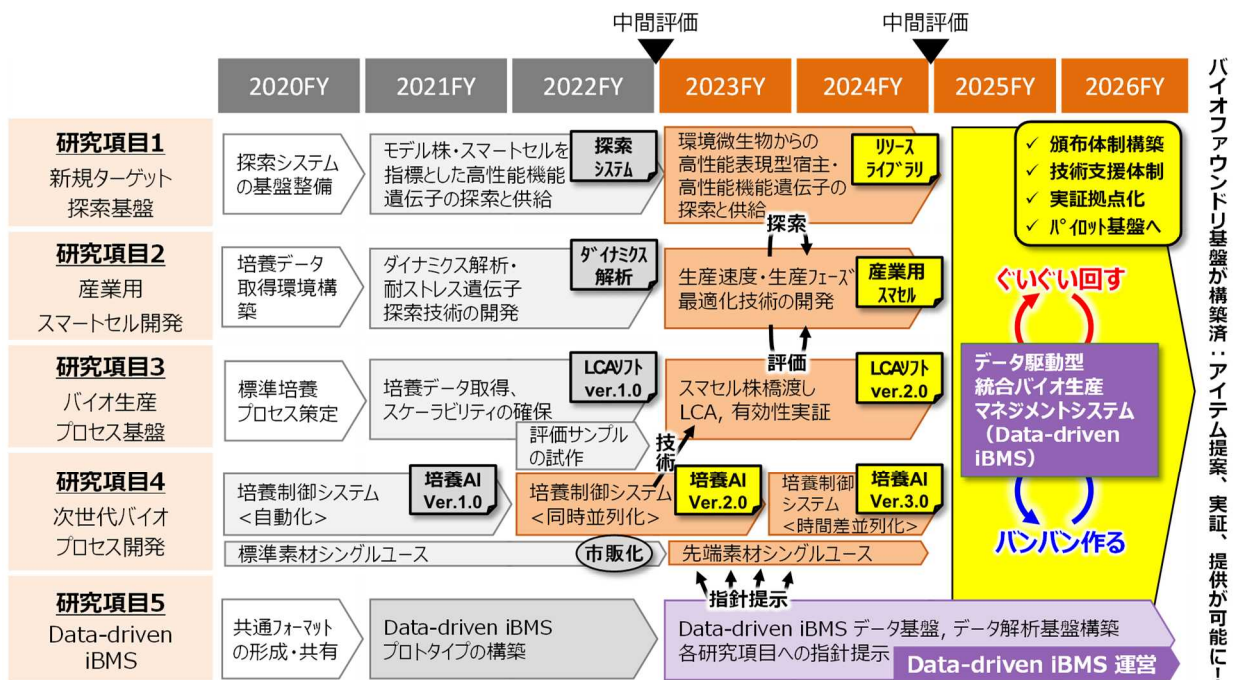 中間評価
中間評価
2020FY
2021FY
2022FY
2023FY
2024FY
2025FY
2026FY
研究項目1
新規ターゲット
探索基盤
探索システム
の基盤整備
モデル株・スマートセルを
指標とした高性能機能
遺伝子の探索と供給
探索
システム
環境微生物からの
高性能表現型宿主・
高性能機能遺伝子の
探索と供給
リソース
ライブラリ
探索
✓ 頒布体制構築
✓ 技術支援体制
✓ 実証拠点化
✓ パイロット基盤へ
研究項目2
産業用
スマートセル開発
培養データ
取得環境構
築
ダイナミクス解析・
耐ストレス遺伝子
探索技術の開発
ダイナミクス
解析
生産速度・生産フェーズ
最適化技術の開発
産業用
スマセル
評価
ぐいぐい回す
研究項目3
バイオ生産
プロセス基盤
標準培養
プロセス策定
培養データ取得、
スケーラビリティの確保
LCAソフト
ver.1.0
評価サンプル
の試作
技術
スマセル株橋渡し
LCA, 有効性実証
LCAソフト
ver.2.0
データ駆動型
統合バイオ生産
マネジメントシステム
（Data-driven
iBMS）
研究項目4
次世代バイオ
プロセス開発
培養制御システム
<自動化>
培養AI
Ver.1.0
培養制御システム
<同時並列化>
培養AI
Ver.2.0
培養制御
システム
<時間差並列化>
培養AI
Ver.3.0
バンバン作る
標準素材シングルユース
市販化
先端素材シングルユース
指針提示
研究項目5
Data-driven
iBMS
共通フォーマット
の形成・共有
Data-driven iBMS
プロトタイプの構築
Data-driven iBMS データ基盤, データ解析基盤構築
各研究項目への指針提示
Data-driven iBMS 運営
バイオファウンドリ基盤が構築済：アイテム提案、実証、提供が可能に！